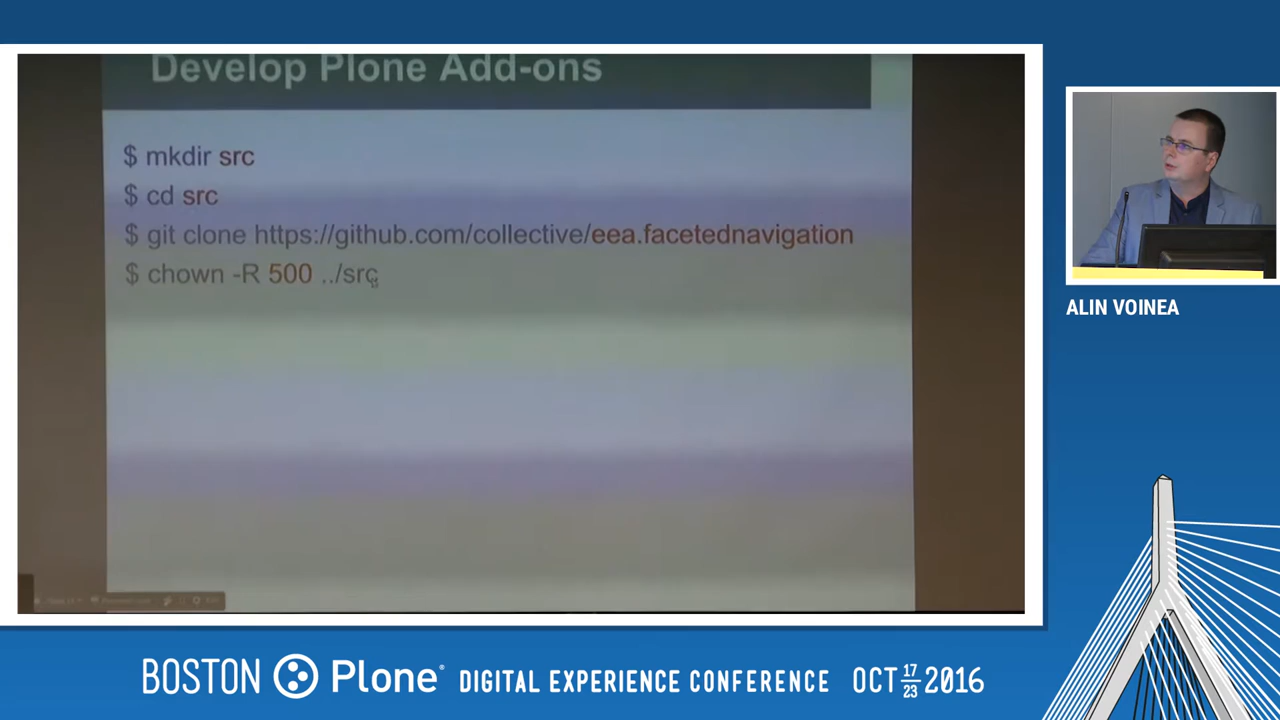 Develop Plone Add-ons
$ mkdir src
$ cd src
$ git clone https://github.com/collective/eea.facetednavigation
$ chown -R 500 ../src
ALIN VOINEA
BOSTON Plone® DIGITAL EXPERIENCE CONFERENCE OCT 17 23 2016